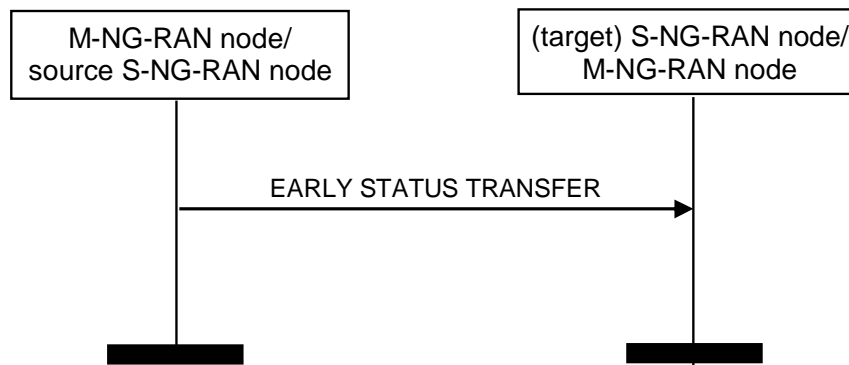 M-NG-RAN node/
source S-NG-RAN node
(target) S-NG-RAN node/
M-NG-RAN node
EARLY STATUS TRANSFER